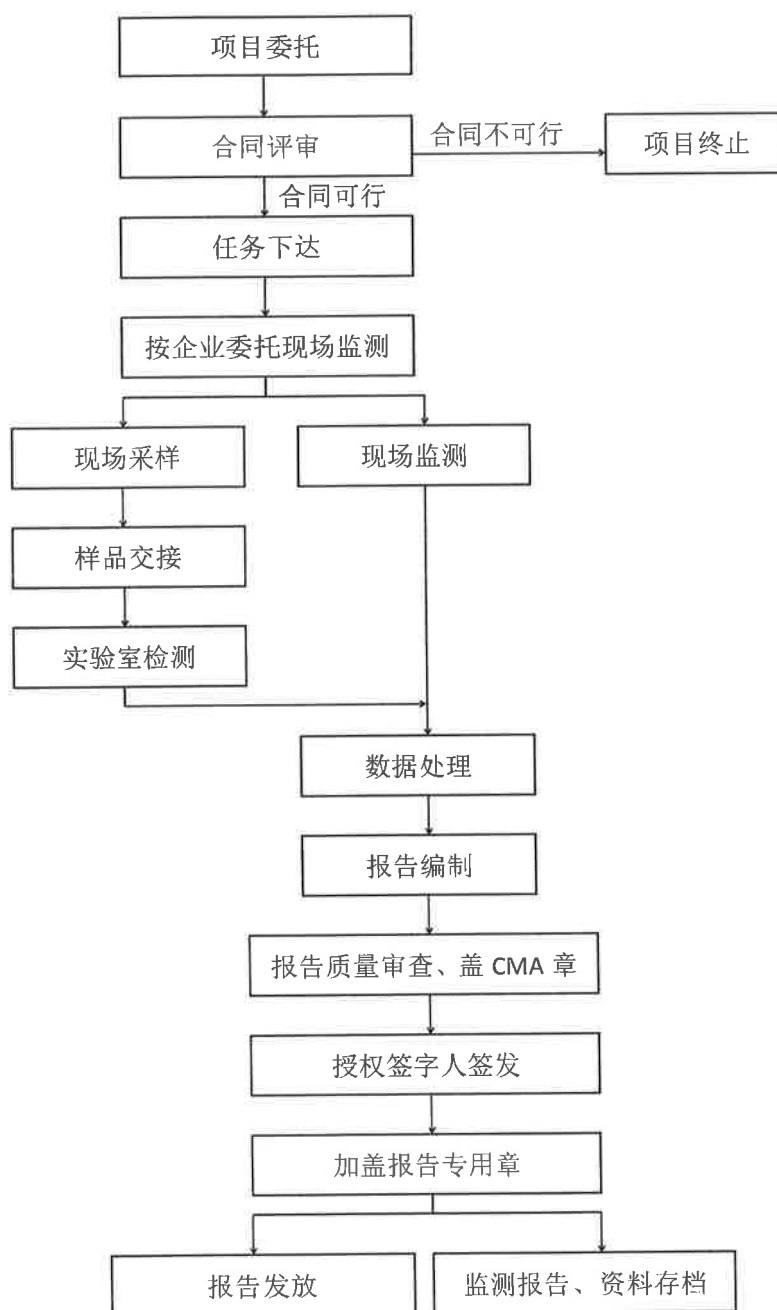 项目委托
合同评审
合同不可行
项目终止
合同可行
任务下达
按企业委托现场监测
现场采样
现场监测
样品交接
实验室检测
数据处理
报告编制
报告质量审查、盖 CMA 章
授权签字人签发
加盖报告专用章
报告发放
监测报告、资料存档